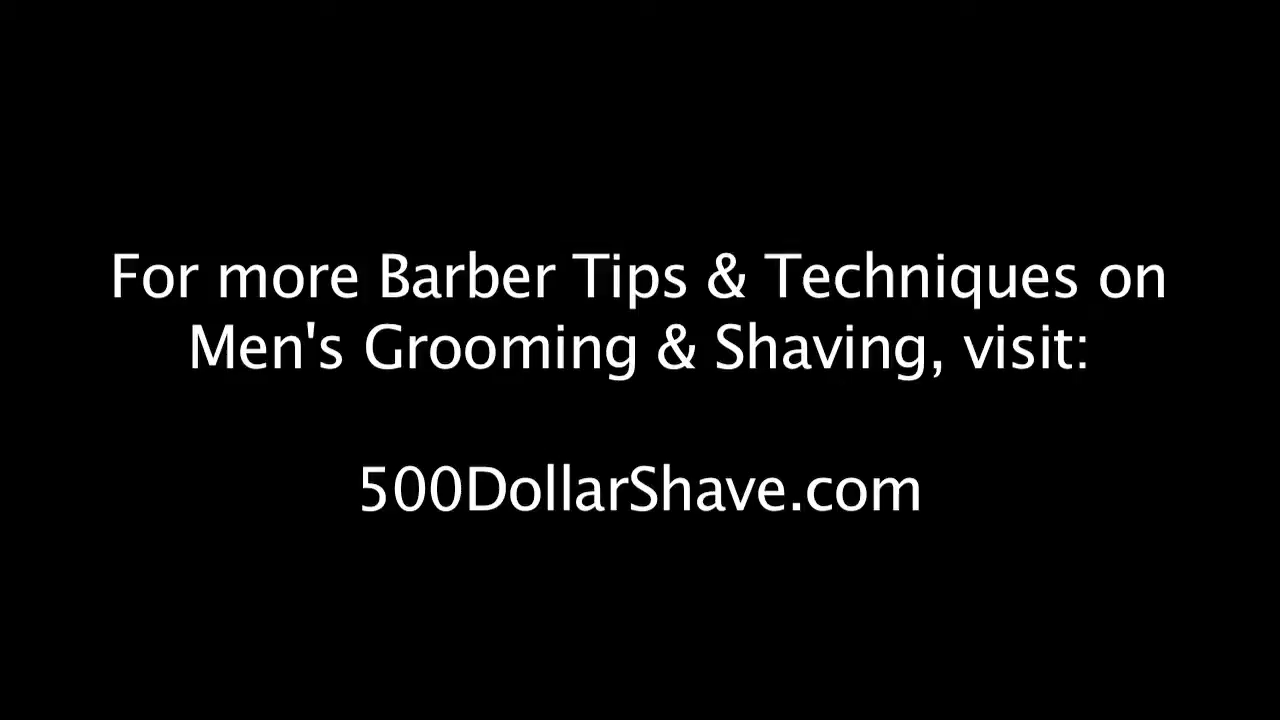 For more Barber Tips & Techniques on
Men's Grooming & Shaving, visit:
500DollarShave.com